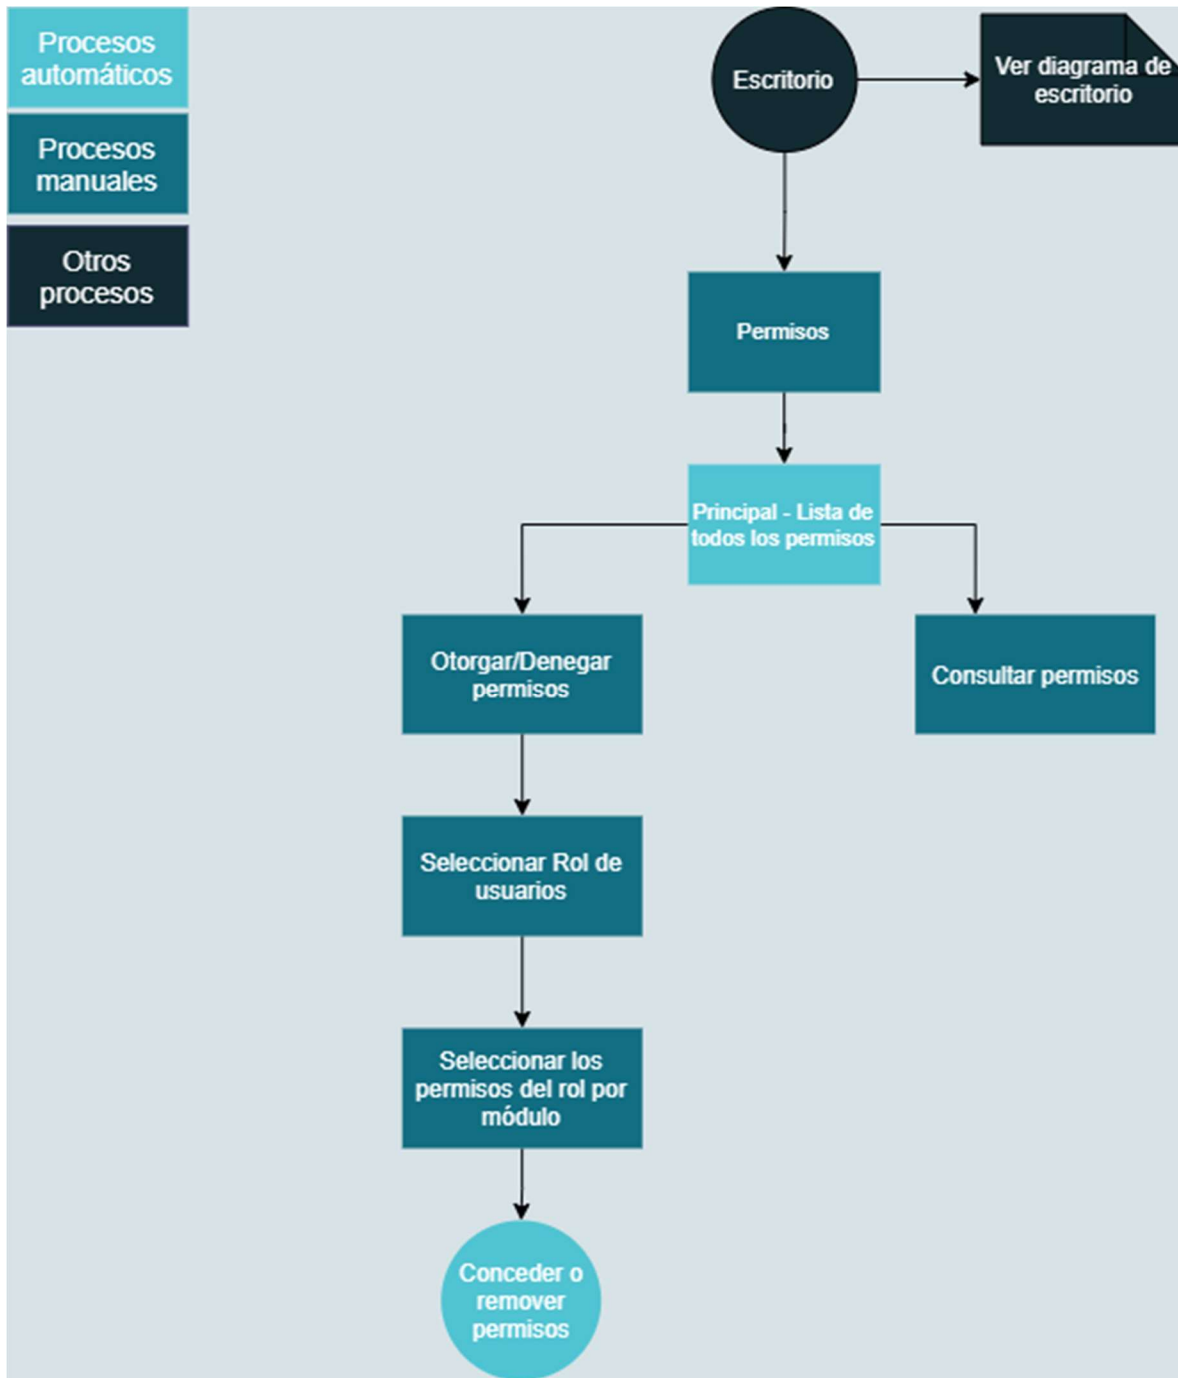 Procesos
automáticos
Procesos
manuales
Otros
procesos
Escritorio
Ver diagrama de
escritorio
Permisos
Principal - Lista de
todos los permisos
Otorgar/Denegar
permisos
Consultar permisos
Seleccionar Rol de
usuarios
Seleccionar los
permisos del rol por
módulo
Conceder o
remover
permisos